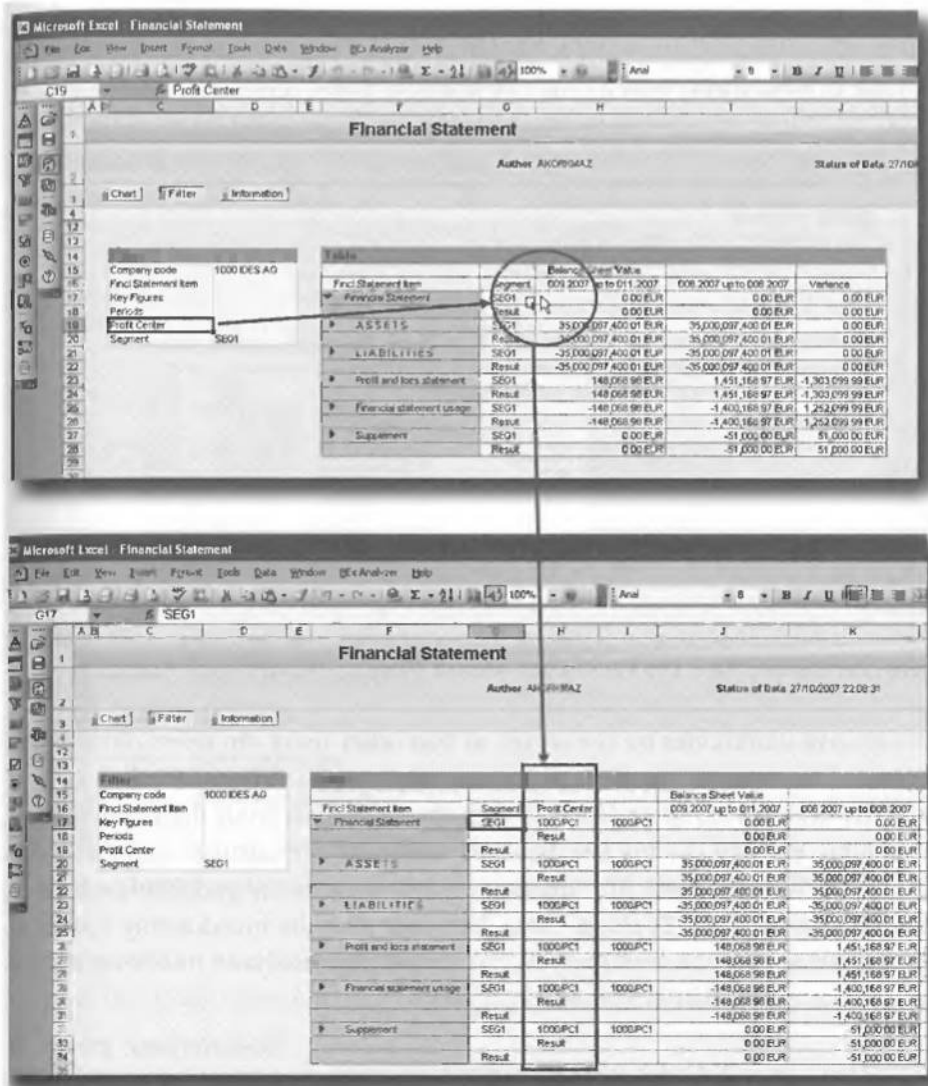 Microsoft Excel - Financial Statement
File Edit View Insert Format Tools Data Window BEx Analyzer Help
100% Arial 8 B I U
C19 Profit Center
A C D E F G H I J
Financial Statement
Author AKORKMAZ Status of Data 27/10
Chart Filter Information
Table
Company code 1000 IDES AG Balance Sheet Value
Fincl Statement Item Fincl Statement Item Segment 009.2007 up to 011.2007 008.2007 up to 008.2007 Variance
Key Figures Financial Statement SEG1 0.00 EUR 0.00 EUR 0.00 EUR
Periods Result 0.00 EUR 0.00 EUR 0.00 EUR
Profit Center ASSETS SEG1 35,000,097,400.01 EUR 35,000,097,400.01 EUR 0.00 EUR
Segment SEG1 Result 35,000,097,400.01 EUR 35,000,097,400.01 EUR 0.00 EUR
LIABILITIES SEG1 -35,000,097,400.01 EUR -35,000,097,400.01 EUR 0.00 EUR
Result -35,000,097,400.01 EUR -35,000,097,400.01 EUR 0.00 EUR
Profit and loss statement SEG1 148,068.98 EUR 1,451,168.97 EUR -1,303,099.99 EUR
Result 148,068.98 EUR 1,451,168.97 EUR -1,303,099.99 EUR
Financial statement usage SEG1 -148,068.98 EUR -1,400,168.97 EUR 1,252,099.99 EUR
Result -148,068.98 EUR -1,400,168.97 EUR 1,252,099.99 EUR
Supplement SEG1 0.00 EUR -51,000.00 EUR 51,000.00 EUR
Result 0.00 EUR -51,000.00 EUR 51,000.00 EUR
Microsoft Excel - Financial Statement
File Edit View Insert Format Tools Data Window BEx Analyzer Help
100% Arial 8 B I U
G17 SEG1
A B C D E F G H I J K
Financial Statement
Author AKORKMAZ Status of Data 27/10/2007 22:08:31
Chart Filter Information
Filter
Company code 1000 IDES AG Balance Sheet Value
Fincl Statement Item Fincl Statement Item Segment Profit Center 009.2007 up to 011.2007 008.2007 up to 008.2007
Key Figures Financial Statement SEG1 1000/PC1 1000/PC1 0.00 EUR 0.00 EUR
Periods Result 0.00 EUR 0.00 EUR
Profit Center Result 0.00 EUR 0.00 EUR
Segment SEG1 ASSETS SEG1 1000/PC1 1000/PC1 35,000,097,400.01 EUR 35,000,097,400.01 EUR
Result 35,000,097,400.01 EUR 35,000,097,400.01 EUR
Result 35,000,097,400.01 EUR 35,000,097,400.01 EUR
LIABILITIES SEG1 1000/PC1 1000/PC1 -35,000,097,400.01 EUR -35,000,097,400.01 EUR
Result -35,000,097,400.01 EUR -35,000,097,400.01 EUR
Result -35,000,097,400.01 EUR -35,000,097,400.01 EUR
Profit and loss statement SEG1 1000/PC1 1000/PC1 148,068.98 EUR 1,451,168.97 EUR
Result 148,068.98 EUR 1,451,168.97 EUR
Result 148,068.98 EUR 1,451,168.97 EUR
Financial statement usage SEG1 1000/PC1 1000/PC1 -148,068.98 EUR -1,400,168.97 EUR
Result -148,068.98 EUR -1,400,168.97 EUR
Result -148,068.98 EUR -1,400,168.97 EUR
Supplement SEG1 1000/PC1 1000/PC1 0.00 EUR -51,000.00 EUR
Result 0.00 EUR -51,000.00 EUR
Result 0.00 EUR -51,000.00 EUR